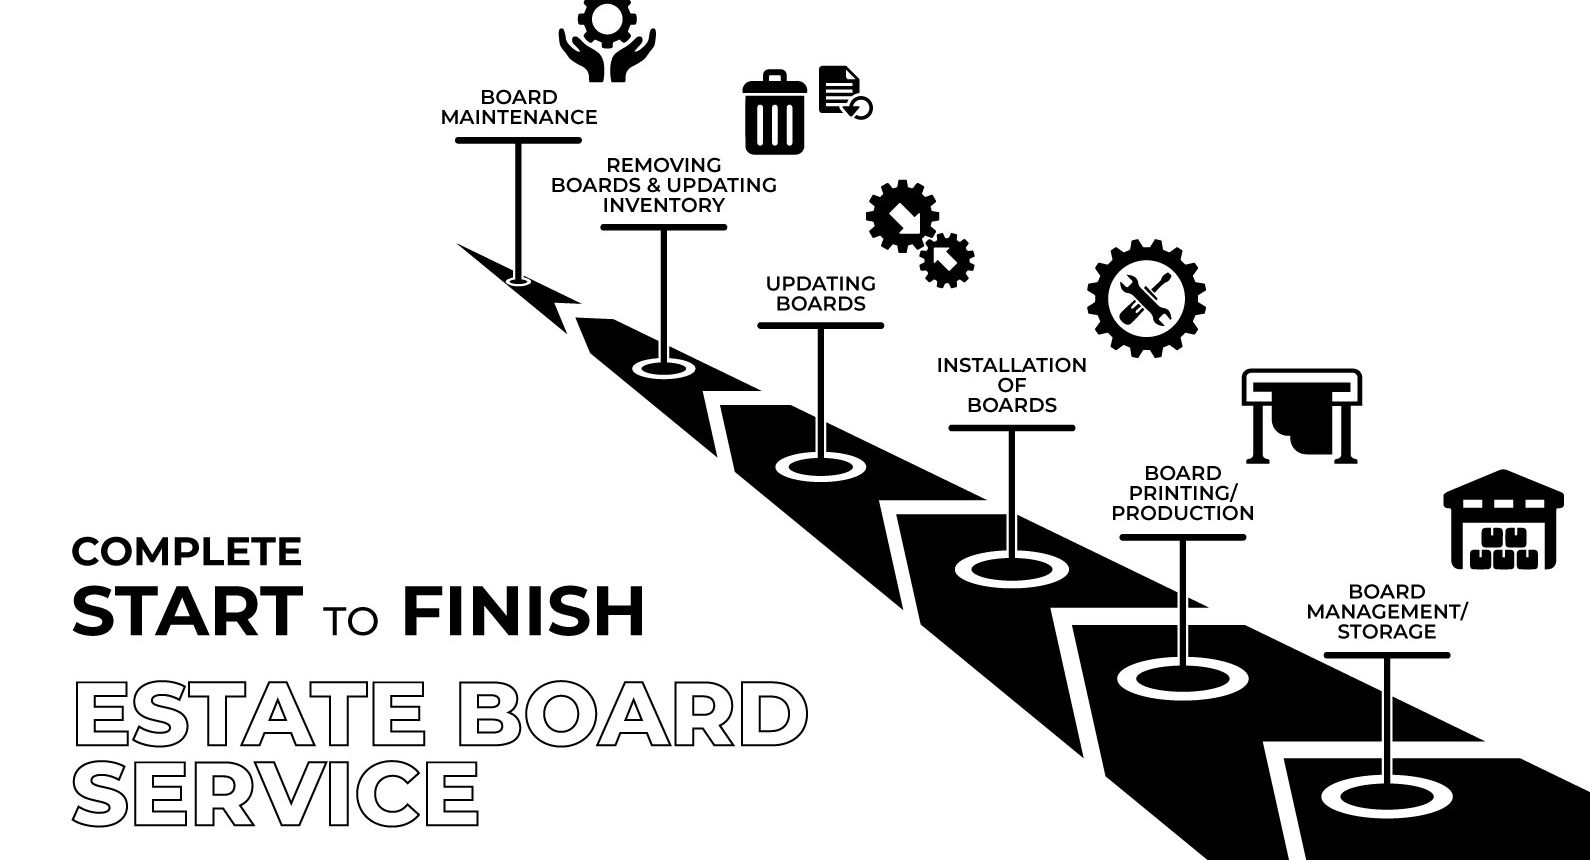 BOARD
MAINTENANCE
REMOVING
BOARDS & UPDATING
INVENTORY
UPDATING
BOARDS
INSTALLATION
OF
BOARDS
BOARD
PRINTING/
PRODUCTION
BOARD
MANAGEMENT/
STORAGE
COMPLETE
START TO FINISH
ESTATE BOARD
SERVICE